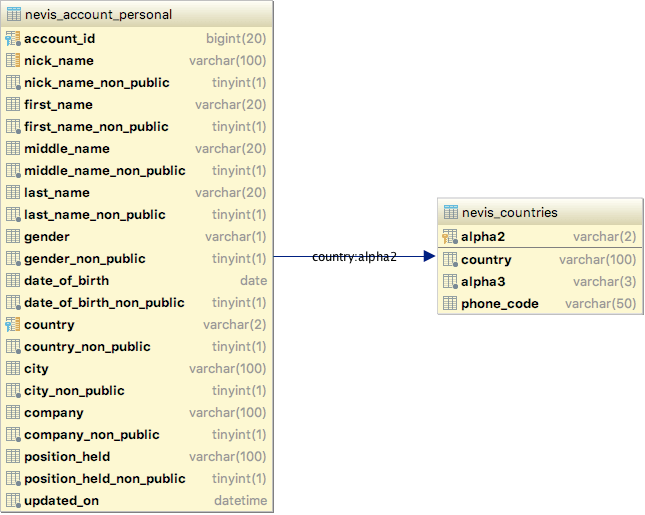 nevis_account_personal
account_id bigint(20)
nick_name varchar(100)
nick_name_non_public tinyint(1)
first_name varchar(20)
first_name_non_public tinyint(1)
middle_name varchar(20)
middle_name_non_public tinyint(1)
last_name varchar(20)
last_name_non_public tinyint(1)
gender varchar(1)
gender_non_public tinyint(1)
date_of_birth date
date_of_birth_non_public tinyint(1)
country varchar(2)
country_non_public tinyint(1)
city varchar(100)
city_non_public tinyint(1)
company varchar(100)
company_non_public tinyint(1)
position_held varchar(100)
position_held_non_public tinyint(1)
updated_on datetime
country:alpha2
nevis_countries
alpha2 varchar(2)
country varchar(100)
alpha3 varchar(3)
phone_code varchar(50)